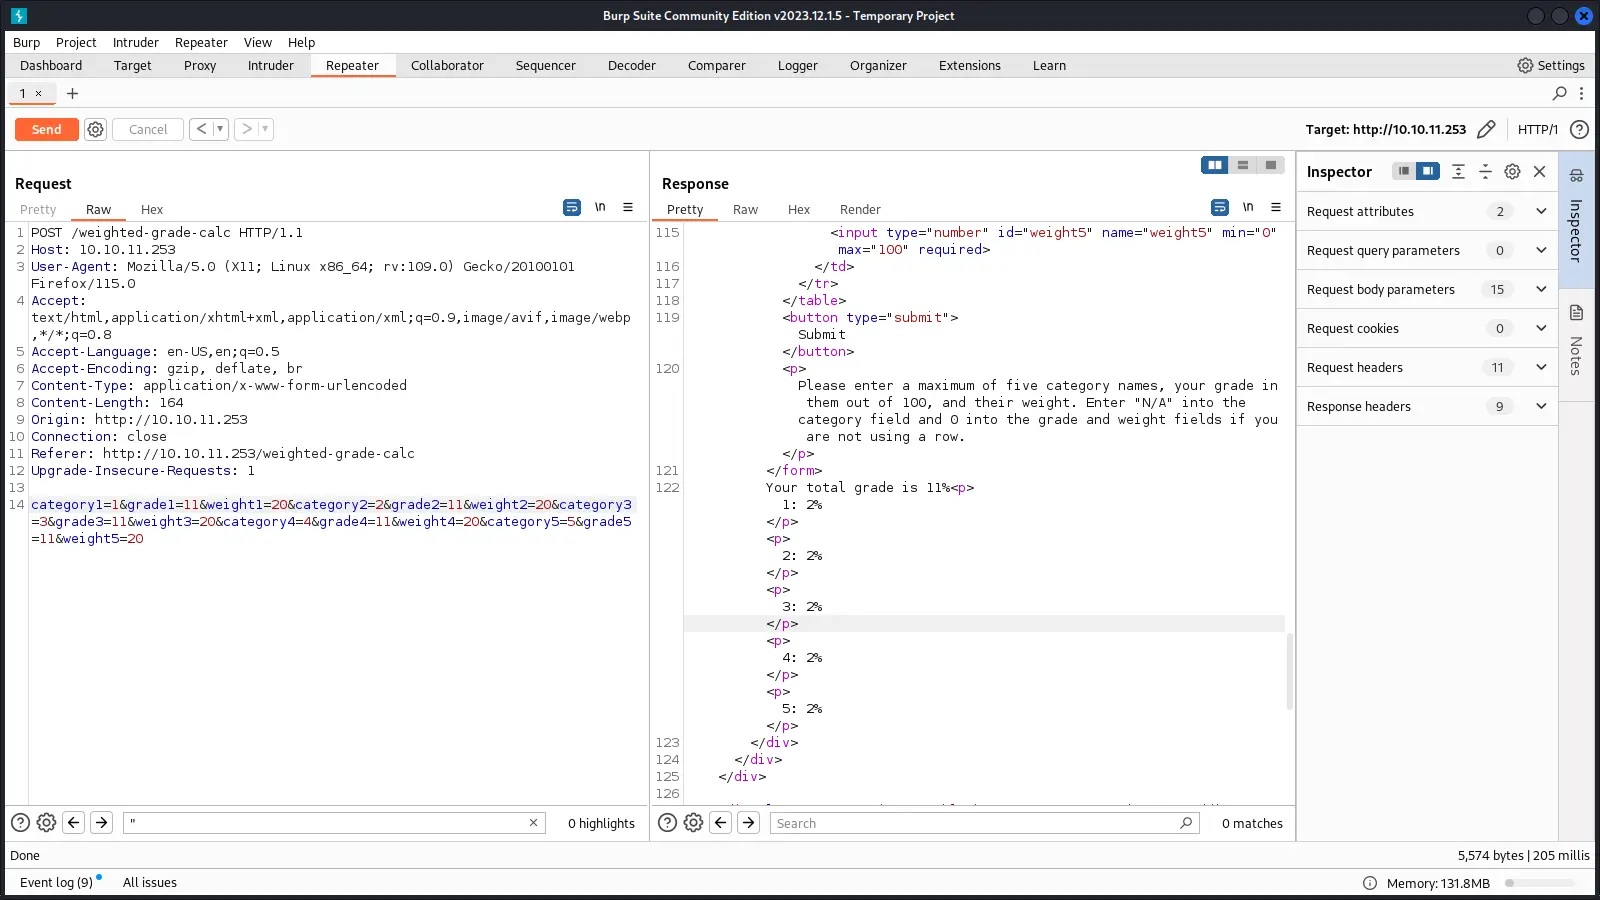 Burp Suite Community Edition v2023.12.1.5 - Temporary Project
Burp Project Intruder Repeater View Help
Dashboard Target Proxy Intruder Repeater Collaborator Sequencer Decoder Comparer Logger Organizer Extensions Learn Settings
1 × +
Send Cancel < > Target: http://10.10.11.253 HTTP/1
Request
Pretty Raw Hex \n
1 POST /weighted-grade-calc HTTP/1.1
2 Host: 10.10.11.253
3 User-Agent: Mozilla/5.0 (X11; Linux x86_64; rv:109.0) Gecko/20100101
Firefox/115.0
4 Accept:
text/html,application/xhtml+xml,application/xml;q=0.9,image/avif,image/webp
,*/*;q=0.8
5 Accept-Language: en-US,en;q=0.5
6 Accept-Encoding: gzip, deflate, br
7 Content-Type: application/x-www-form-urlencoded
8 Content-Length: 164
9 Origin: http://10.10.11.253
10 Connection: close
11 Referer: http://10.10.11.253/weighted-grade-calc
12 Upgrade-Insecure-Requests: 1
13
14 category1=1&grade1=11&weight1=20&category2=2&grade2=11&weight2=20&category3
=3&grade3=11&weight3=20&category4=4&grade4=11&weight4=20&category5=5&grade5
=11&weight5=20
" × 0 highlights
Response
Pretty Raw Hex Render \n
115 <input type="number" id="weight5" name="weight5" min="0"
max="100" required>
116 </td>
117 </tr>
118 </table>
119 <button type="submit">
Submit
</button>
120 <p>
Please enter a maximum of five category names, your grade in
them out of 100, and their weight. Enter "N/A" into the
category field and 0 into the grade and weight fields if you
are not using a row.
</p>
121 </form>
122 Your total grade is 11%<p>
1: 2%
</p>
<p>
2: 2%
</p>
<p>
3: 2%
</p>
<p>
4: 2%
</p>
<p>
5: 2%
</p>
123 </div>
124 </div>
125 </div>
126
Search 0 matches
Inspector
Request attributes 2
Request query parameters 0
Request body parameters 15
Request cookies 0
Request headers 11
Response headers 9
Inspector
Notes
Done 5,574 bytes | 205 millis
Event log (9) All issues Memory: 131.8MB